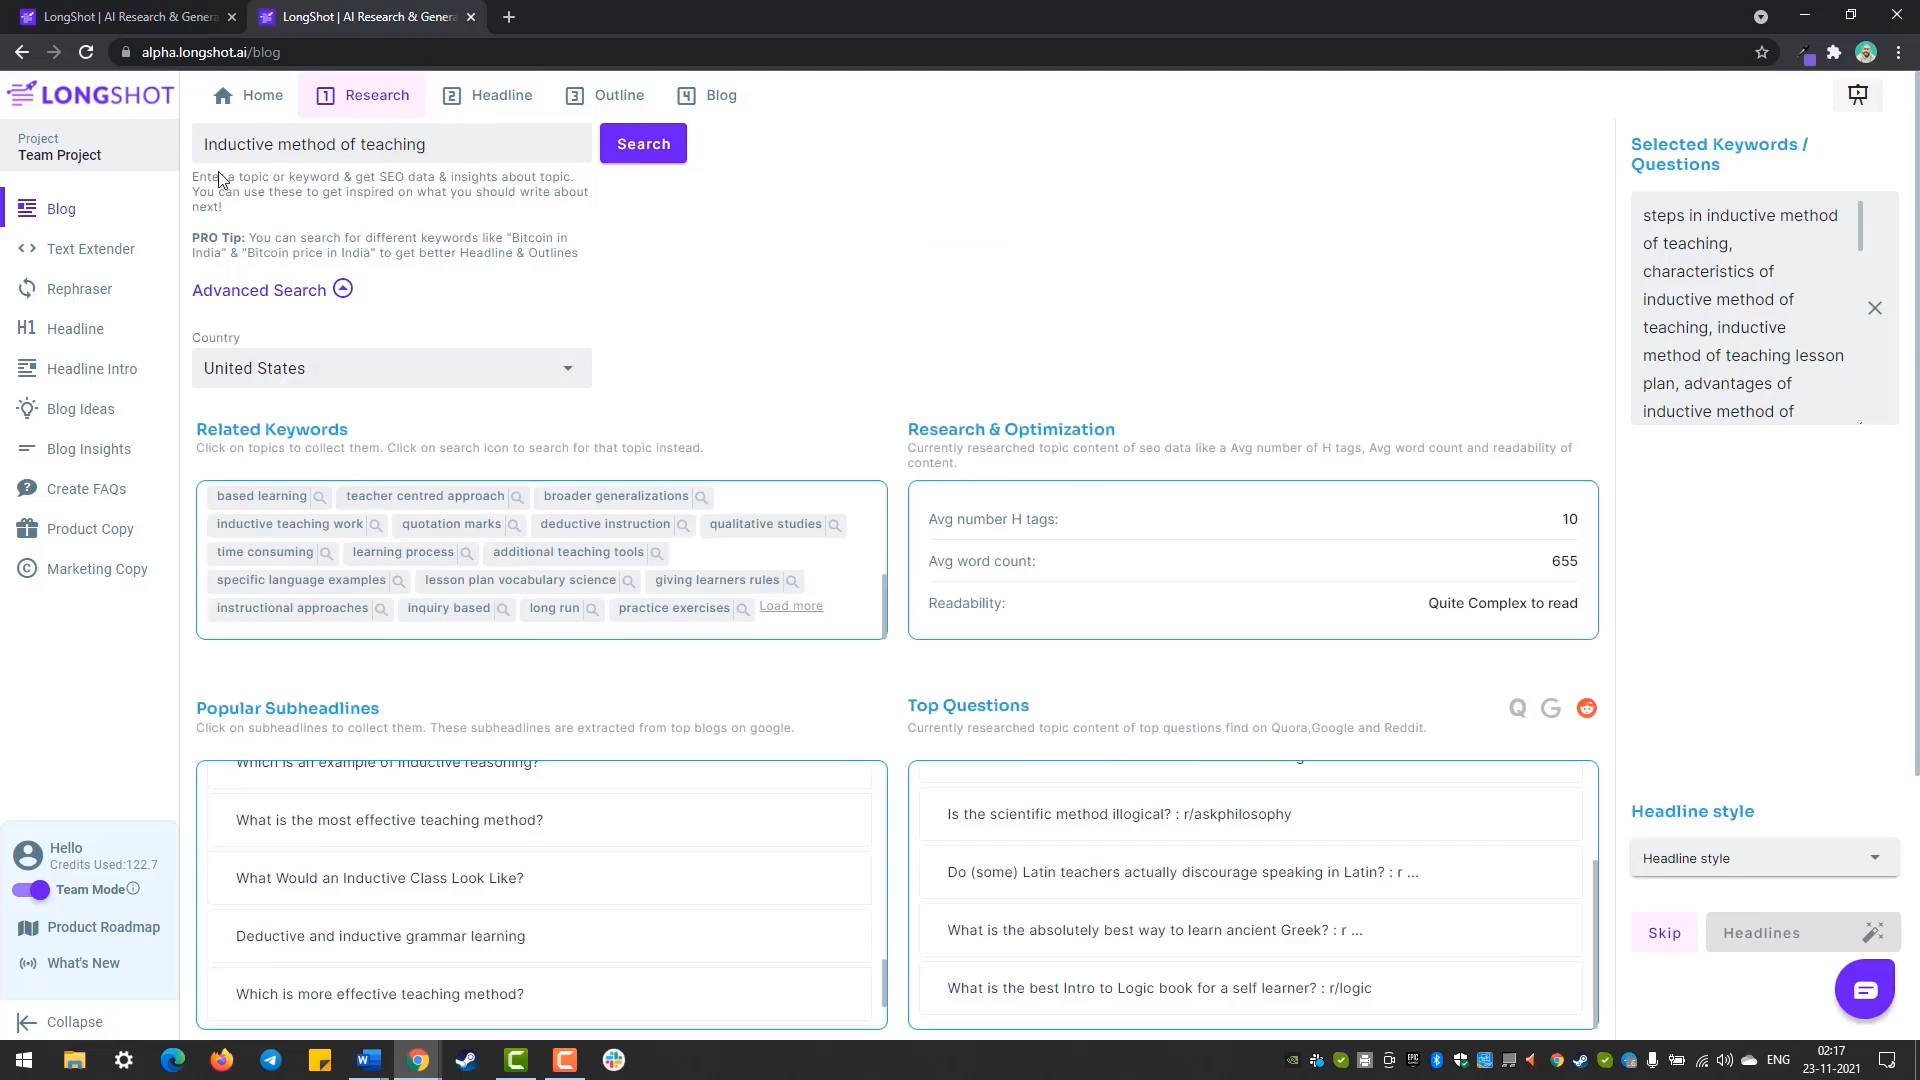 LongShot | AI Research & Genera
LongShot | AI Research & Genera
alpha.longshot.ai/blog
LONGSHOT
Home
1 Research
2 Headline
3 Outline
4 Blog
Project
Team Project
Blog
Text Extender
Rephraser
H1 Headline
Headline Intro
Blog Ideas
Blog Insights
Create FAQs
Product Copy
Marketing Copy
Hello
Credits Used:122.7
Team Mode
Product Roadmap
What's New
Collapse
Inductive method of teaching
Search
Enter a topic or keyword & get SEO data & insights about topic.
You can use these to get inspired on what you should write about
next!
PRO Tip: You can search for different keywords like "Bitcoin in
India" & "Bitcoin price in India" to get better Headline & Outlines
Advanced Search
Country
United States
Related Keywords
Click on topics to collect them. Click on search icon to search for that topic instead.
based learning teacher centred approach broader generalizations
inductive teaching work quotation marks deductive instruction qualitative studies
time consuming learning process additional teaching tools
specific language examples lesson plan vocabulary science giving learners rules
instructional approaches inquiry based long run practice exercises Load more
Research & Optimization
Currently researched topic content of seo data like a Avg number of H tags, Avg word count and readability of
content.
Avg number H tags: 10
Avg word count: 655
Readability: Quite Complex to read
Popular Subheadlines
Click on subheadlines to collect them. These subheadlines are extracted from top blogs on google.
Which is an example of inductive reasoning?
What is the most effective teaching method?
What Would an Inductive Class Look Like?
Deductive and inductive grammar learning
Which is more effective teaching method?
Top Questions
Currently researched topic content of top questions find on Quora,Google and Reddit.
Is the scientific method illogical? : r/askphilosophy
Do (some) Latin teachers actually discourage speaking in Latin? : r ...
What is the absolutely best way to learn ancient Greek? : r ...
What is the best Intro to Logic book for a self learner? : r/logic
Selected Keywords /
Questions
steps in inductive method
of teaching,
characteristics of
inductive method of
teaching, inductive
method of teaching lesson
plan, advantages of
inductive method of
Headline style
Headline style
Skip
Headlines
ENG
02:17
23-11-2021